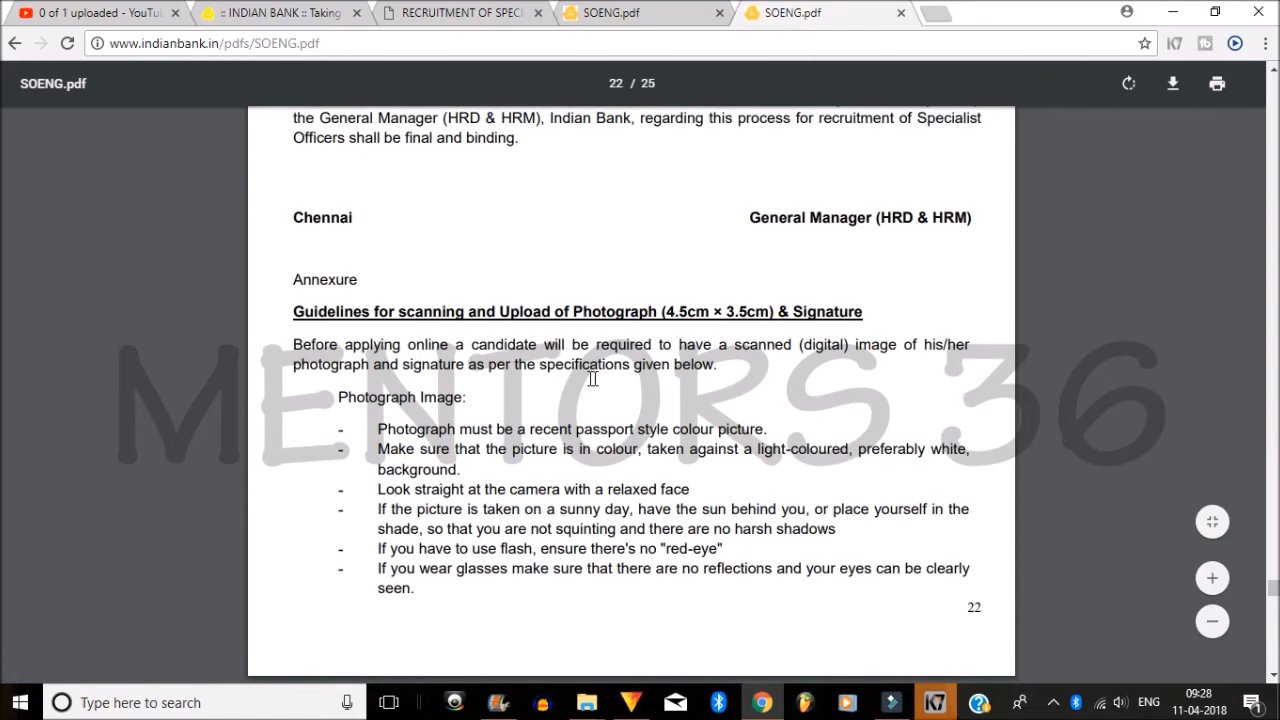 0 of 1 uploaded - YouTu
:: INDIAN BANK :: Taking
RECRUITMENT OF SPECI
SOENG.pdf
SOENG.pdf
www.indianbank.in/pdfs/SOENG.pdf
SOENG.pdf
22 / 25
the General Manager (HRD & HRM), Indian Bank, regarding this process for recruitment of Specialist
Officers shall be final and binding.
Chennai
General Manager (HRD & HRM)
Annexure
Guidelines for scanning and Upload of Photograph (4.5cm × 3.5cm) & Signature
Before applying online a candidate will be required to have a scanned (digital) image of his/her
photograph and signature as per the specifications given below.
MENTORS 36
Photograph Image:
- Photograph must be a recent passport style colour picture.
- Make sure that the picture is in colour, taken against a light-coloured, preferably white,
background.
- Look straight at the camera with a relaxed face
- If the picture is taken on a sunny day, have the sun behind you, or place yourself in the
shade, so that you are not squinting and there are no harsh shadows
- If you have to use flash, ensure there's no "red-eye"
- If you wear glasses make sure that there are no reflections and your eyes can be clearly
seen.
22
Type here to search
K7
ENG
09:28
11-04-2018